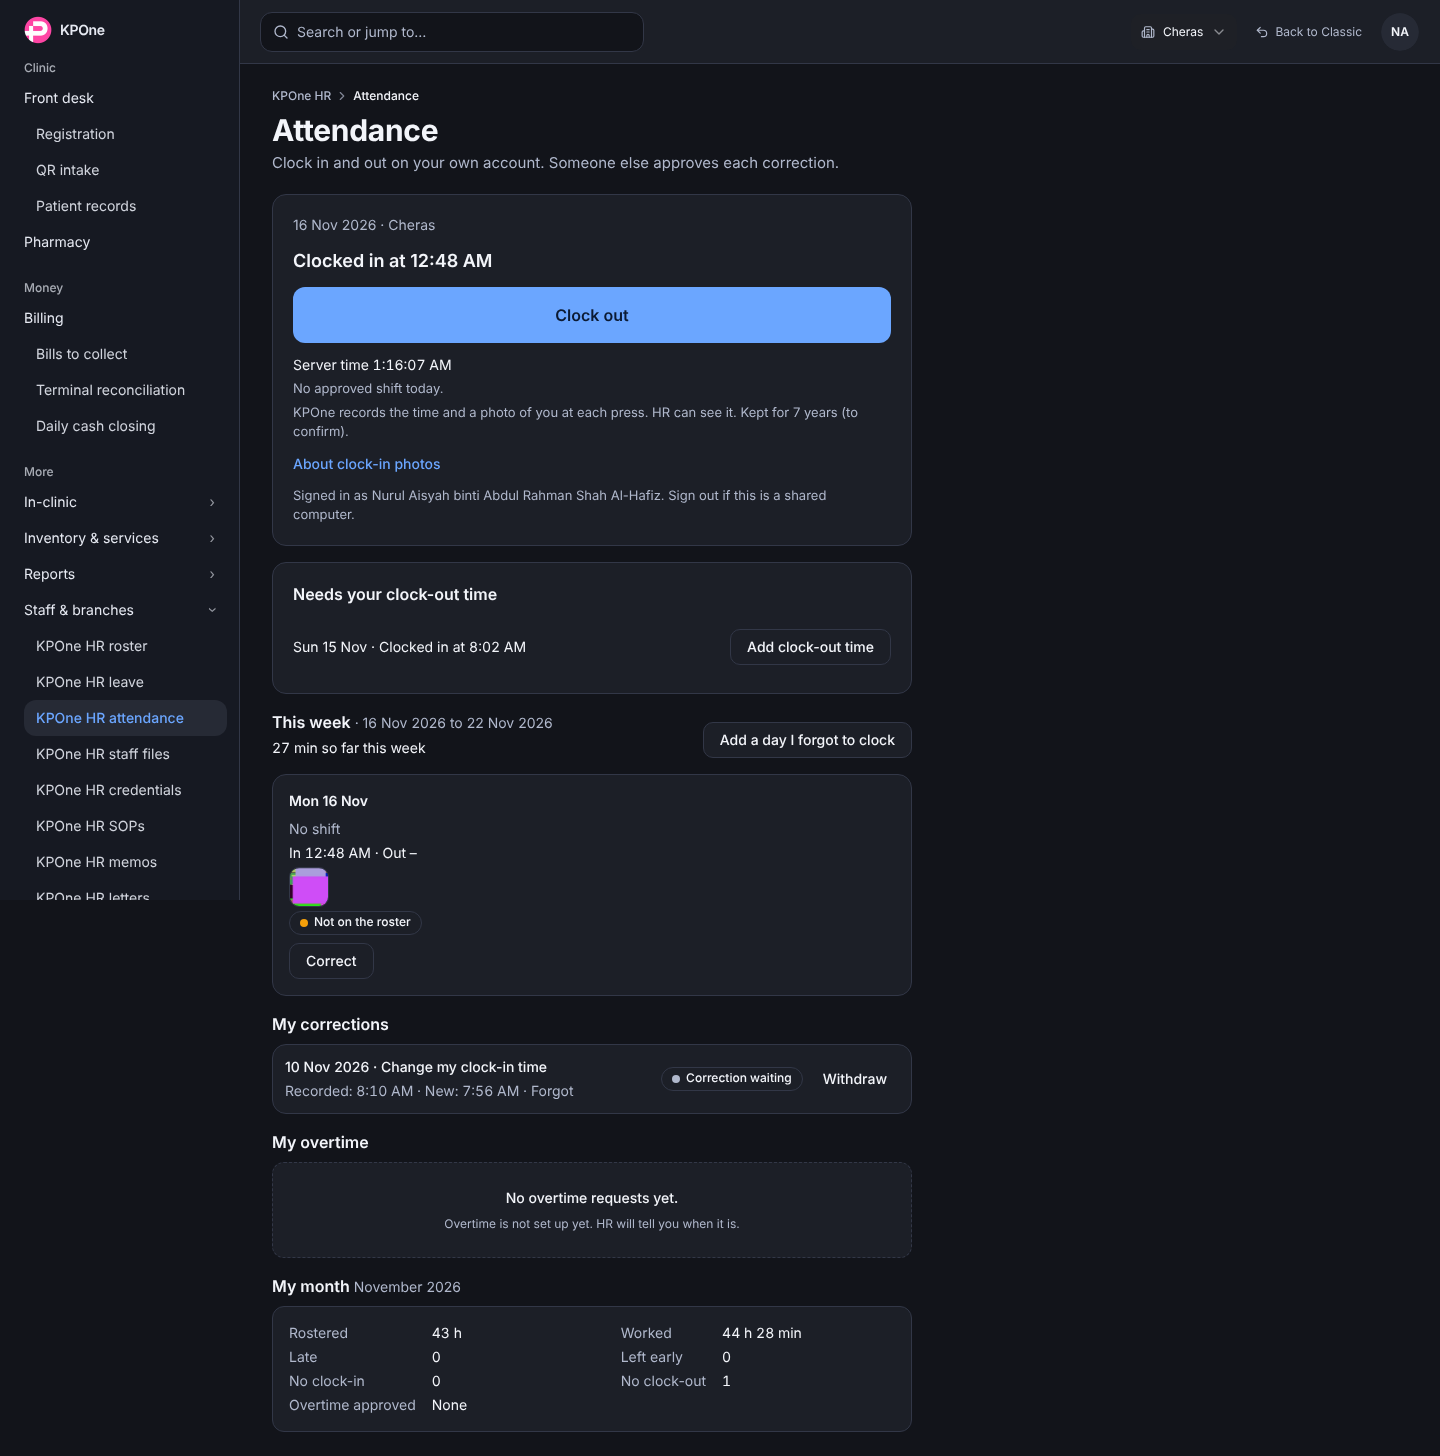 KPOne
Clinic
Front desk
Registration
QR intake
Patient records
Pharmacy
Money
Billing
Bills to collect
Terminal reconciliation
Daily cash closing
More
In-clinic
Inventory & services
Reports
Staff & branches
KPOne HR roster
KPOne HR leave
KPOne HR attendance
KPOne HR staff files
KPOne HR credentials
KPOne HR SOPs
KPOne HR memos
KPOne HR letters
Search or jump to...
Cheras
Back to Classic
NA
KPOne HR > Attendance
Attendance
Clock in and out on your own account. Someone else approves each correction.
16 Nov 2026 · Cheras
Clocked in at 12:48 AM
Clock out
Server time 1:16:07 AM
No approved shift today.
KPOne records the time and a photo of you at each press. HR can see it. Kept for 7 years (to
confirm).
About clock-in photos
Signed in as Nurul Aisyah binti Abdul Rahman Shah Al-Hafiz. Sign out if this is a shared
computer.
Needs your clock-out time
Sun 15 Nov · Clocked in at 8:02 AM
Add clock-out time
This week · 16 Nov 2026 to 22 Nov 2026
27 min so far this week
Add a day I forgot to clock
Mon 16 Nov
No shift
In 12:48 AM · Out –
Not on the roster
Correct
My corrections
10 Nov 2026 · Change my clock-in time
Recorded: 8:10 AM · New: 7:56 AM · Forgot
Correction waiting
Withdraw
My overtime
No overtime requests yet.
Overtime is not set up yet. HR will tell you when it is.
My month November 2026
Rostered 43 h Worked 44 h 28 min
Late 0 Left early 0
No clock-in 0 No clock-out 1
Overtime approved None